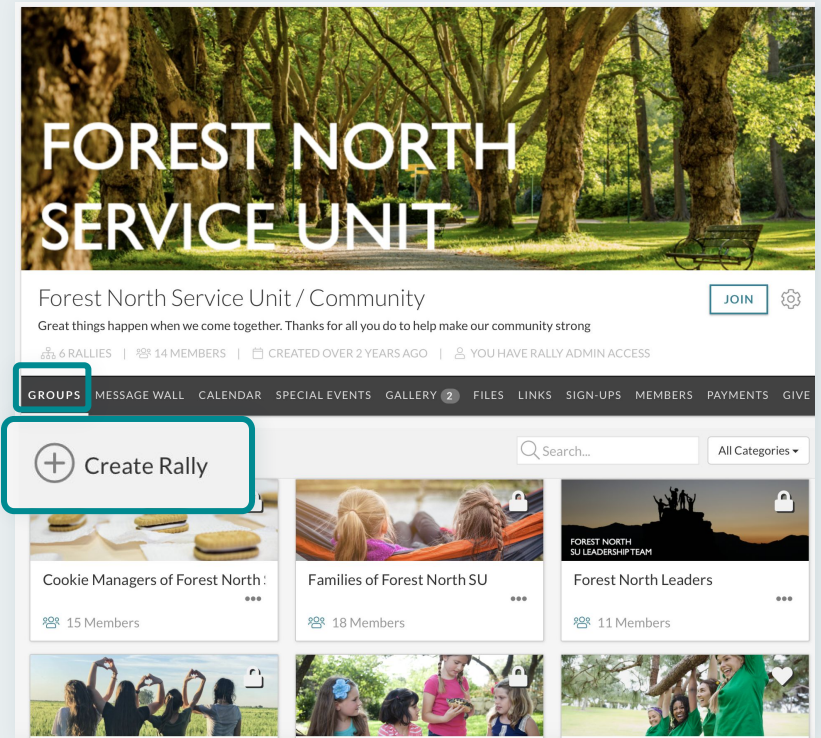 FOREST NORTH
SERVICE UNIT
Forest North Service Unit / Community
JOIN
Great things happen when we come together. Thanks for all you do to help make our community strong
6 RALLIES | 14 MEMBERS | CREATED OVER 2 YEARS AGO | YOU HAVE RALLY ADMIN ACCESS
GROUPS MESSAGE WALL CALENDAR SPECIAL EVENTS GALLERY 2 FILES LINKS SIGN-UPS MEMBERS PAYMENTS GIVE
Create Rally
Search...
All Categories
FOREST NORTH
SU LEADERSHIP TEAM
Cookie Managers of Forest North
Families of Forest North SU
Forest North Leaders
15 Members
18 Members
11 Members